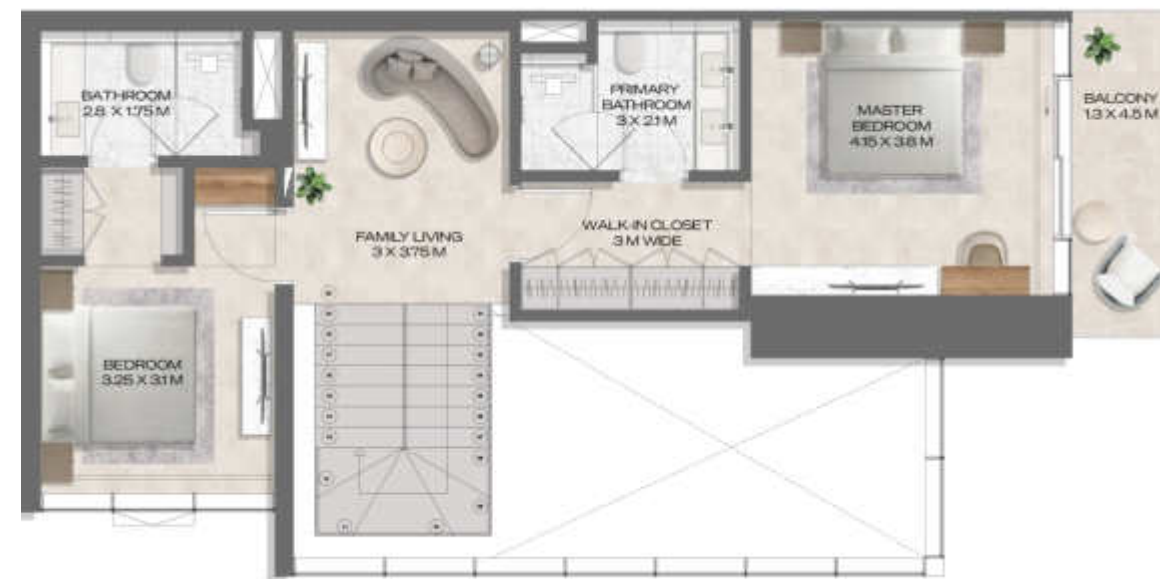 BATHROOM
2.8 X 1.75 M
FAMILY LIVING
3 X 3.75 M
PRIMARY
BATHROOM
3 X 2.1 M
WALK-IN CLOSET
3 M WIDE
MASTER
BEDROOM
4.15 X 3.8 M
BALCONY
1.3 X 4.5 M
BEDROOM
3.25 X 3.1 M